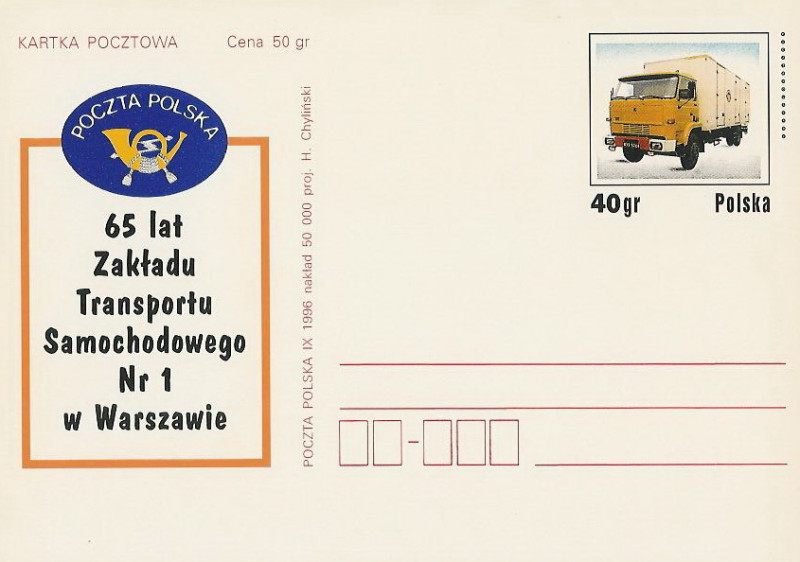 KARTKA POCZTOWA
Cena 50 gr
POCZTA POLSKA
65 lat
Zakładu
Transportu
Samochodowego
Nr 1
w Warszawie
POCZTA POLSKA IX 1996 nakład 50 000 proj. H. Chyliński
40gr
Polska